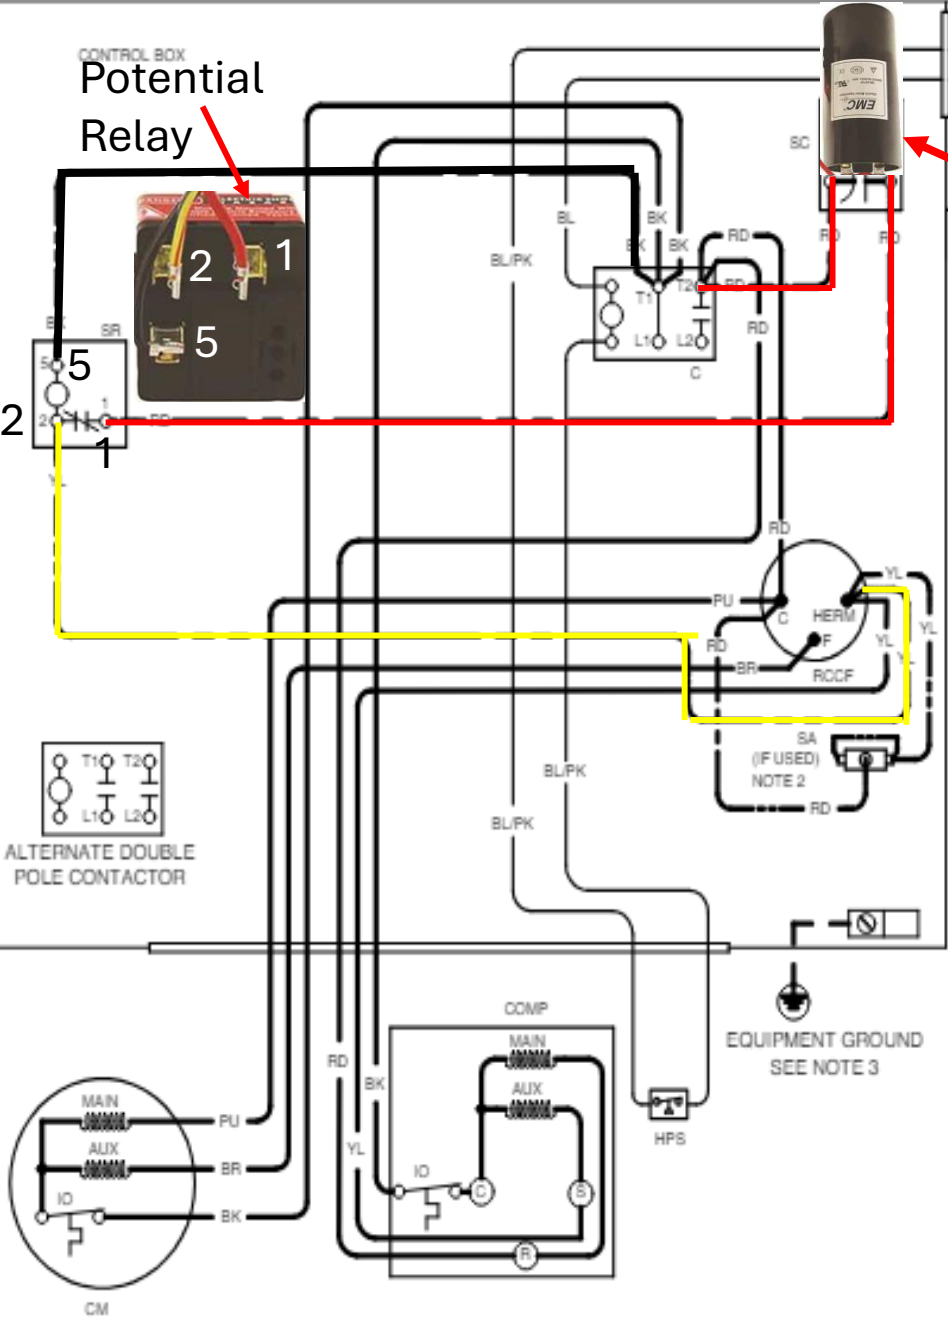 CONTROL BOX
Potential
Relay
EMC
SC
BL
BK
RD
BK
BK
BL/PK
RD
RD
RD
2
1
5
T1
T2
L1
L2
C
RD
BK
SR
5
5
2
2
1
1
RD
YL
RD
YL
PU
C
HERM
YL
YL
RD
F
YL
BR
RCCF
SA
(IF USED)
NOTE 2
RD
T1
T2
L1
L2
BL/PK
BL/PK
ALTERNATE DOUBLE
POLE CONTACTOR
COMP
EQUIPMENT GROUND
SEE NOTE 3
MAIN
AUX
RD
BK
YL
HPS
MAIN
PU
AUX
BR
IO
BK
IO
C
S
R
CM